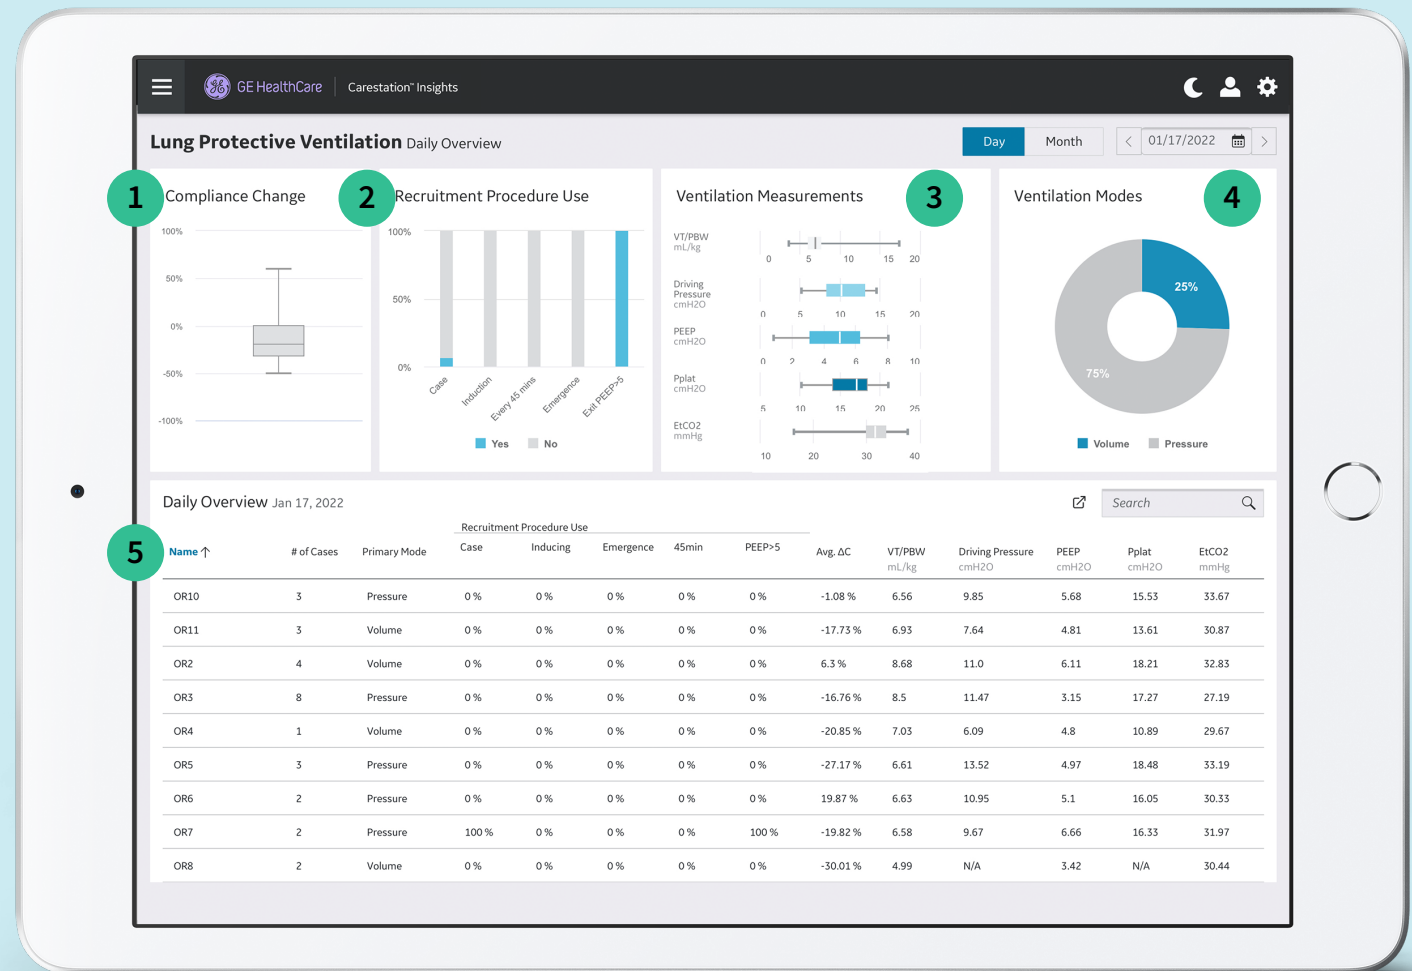 GE HealthCare Carestation™ Insights
Lung Protective Ventilation Daily Overview Day Month 01/17/2022
1 Compliance Change
100%
50%
0%
-50%
-100%
2 Recruitment Procedure Use
100%
50%
0%
Case Induction Every 45 mins Emergence Exit PEEP>5
Yes No
Ventilation Measurements 3
VT/PBW
mL/kg
0 5 10 15 20
Driving
Pressure
cmH2O
0 5 10 15 20
PEEP
cmH2O
0 2 4 6 8 10
Pplat
cmH2O
5 10 15 20 25
EtCO2
mmHg
10 20 30 40
Ventilation Modes 4
25%
75%
Volume Pressure
Daily Overview Jan 17, 2022 Search
Recruitment Procedure Use
5 Name ↑ # of Cases Primary Mode Case Inducing Emergence 45min PEEP>5 Avg. ΔC VT/PBW Driving Pressure PEEP Pplat EtCO2
mL/kg cmH2O cmH2O cmH2O mmHg
OR10 3 Pressure 0 % 0 % 0 % 0 % 0 % -1.08 % 6.56 9.85 5.68 15.53 33.67
OR11 3 Volume 0 % 0 % 0 % 0 % 0 % -17.73 % 6.93 7.64 4.81 13.61 30.87
OR2 4 Volume 0 % 0 % 0 % 0 % 0 % 6.3 % 8.68 11.0 6.11 18.21 32.83
OR3 8 Pressure 0 % 0 % 0 % 0 % 0 % -16.76 % 8.5 11.47 3.15 17.27 27.19
OR4 1 Volume 0 % 0 % 0 % 0 % 0 % -20.85 % 7.03 6.09 4.8 10.89 29.67
OR5 3 Pressure 0 % 0 % 0 % 0 % 0 % -27.17 % 6.61 13.52 4.97 18.48 33.19
OR6 2 Pressure 0 % 0 % 0 % 0 % 0 % 19.87 % 6.63 10.95 5.1 16.05 30.33
OR7 2 Pressure 100 % 0 % 0 % 0 % 100 % -19.82 % 6.58 9.67 6.66 16.33 31.97
OR8 2 Volume 0 % 0 % 0 % 0 % 0 % -30.01 % 4.99 N/A 3.42 N/A 30.44